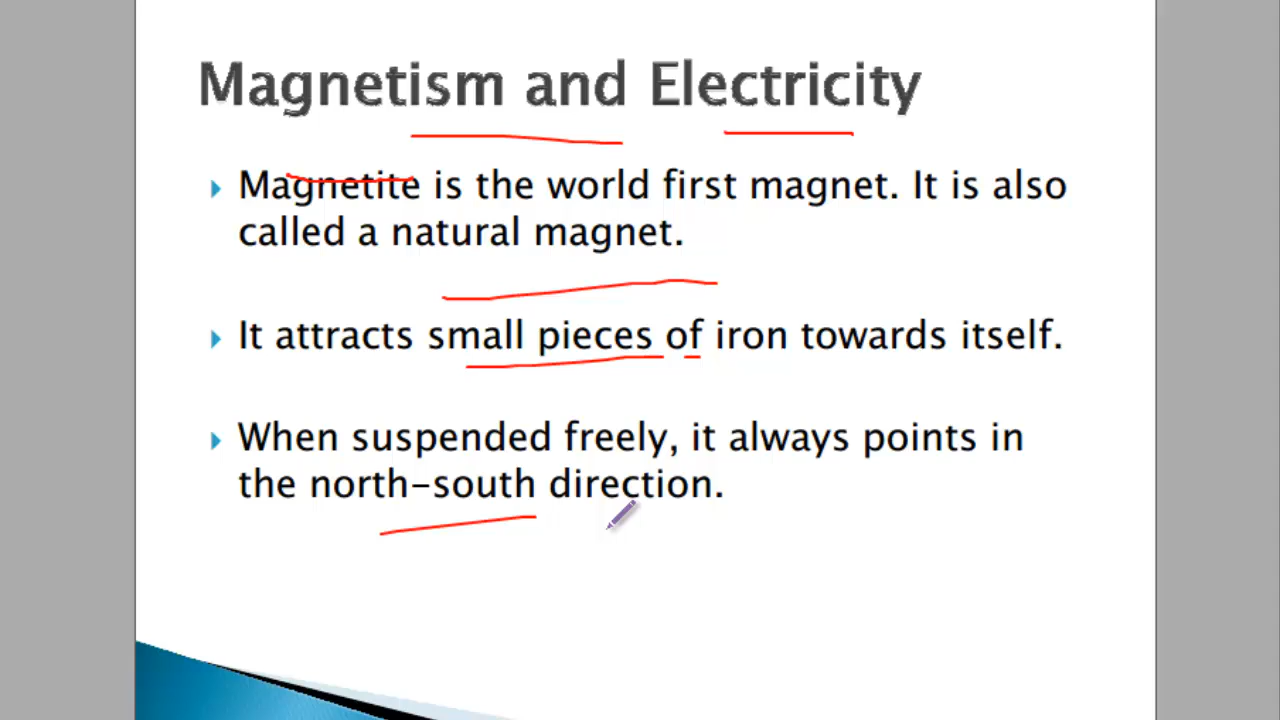 Magnetism and Electricity
Magnetite is the world first magnet. It is also
called a natural magnet.
It attracts small pieces of iron towards itself.
When suspended freely, it always points in
the north-south direction.